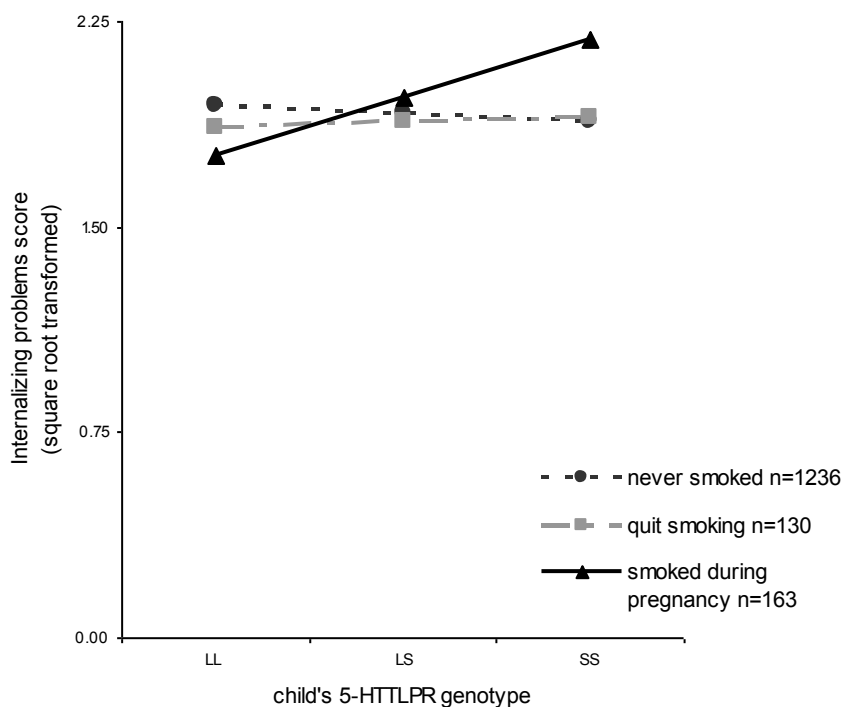 2.25
1.50
0.75
0.00
Internalizing problems score
(square root transformed)
never smoked n=1236
quit smoking n=130
smoked during
pregnancy n=163
LL LS SS
child's 5-HTTLPR genotype